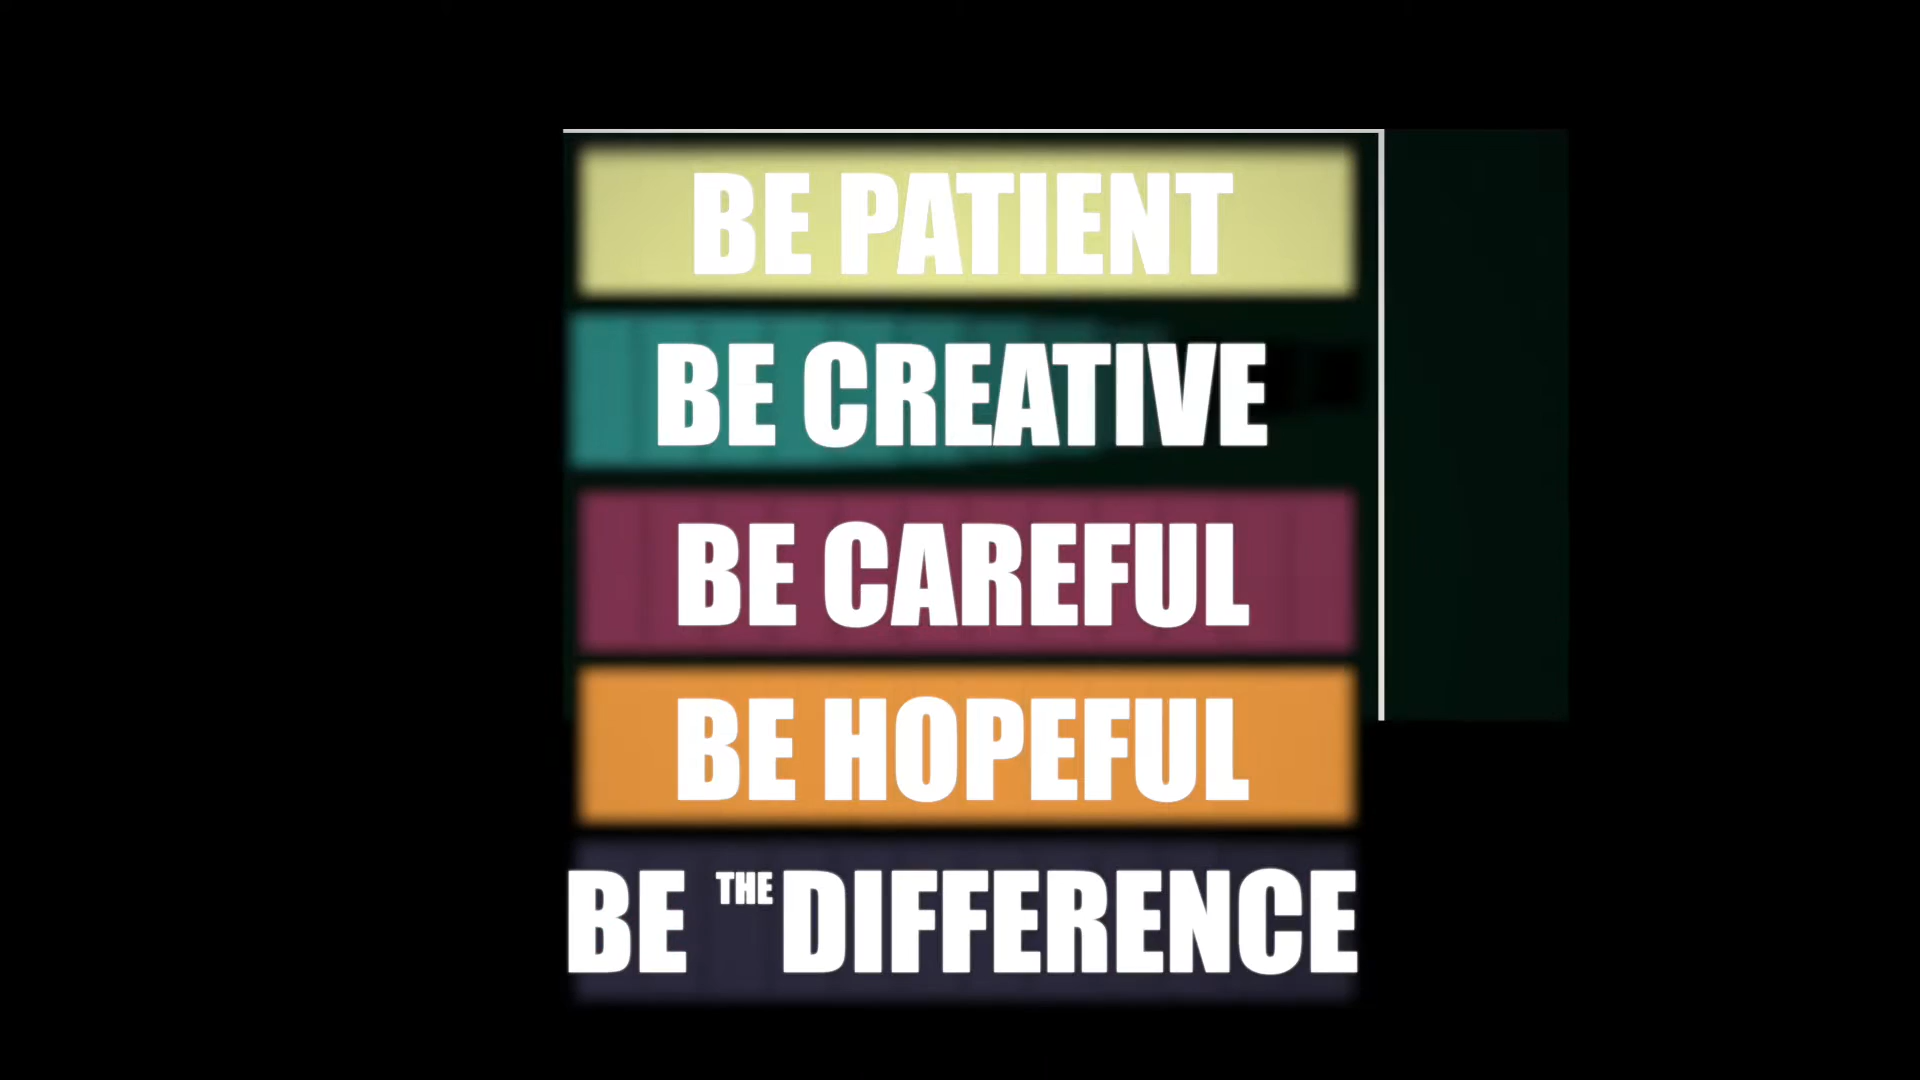 BE PATIENT
BE CREATIVE
BE CAREFUL
BE HOPEFUL
BE THE DIFFERENCE